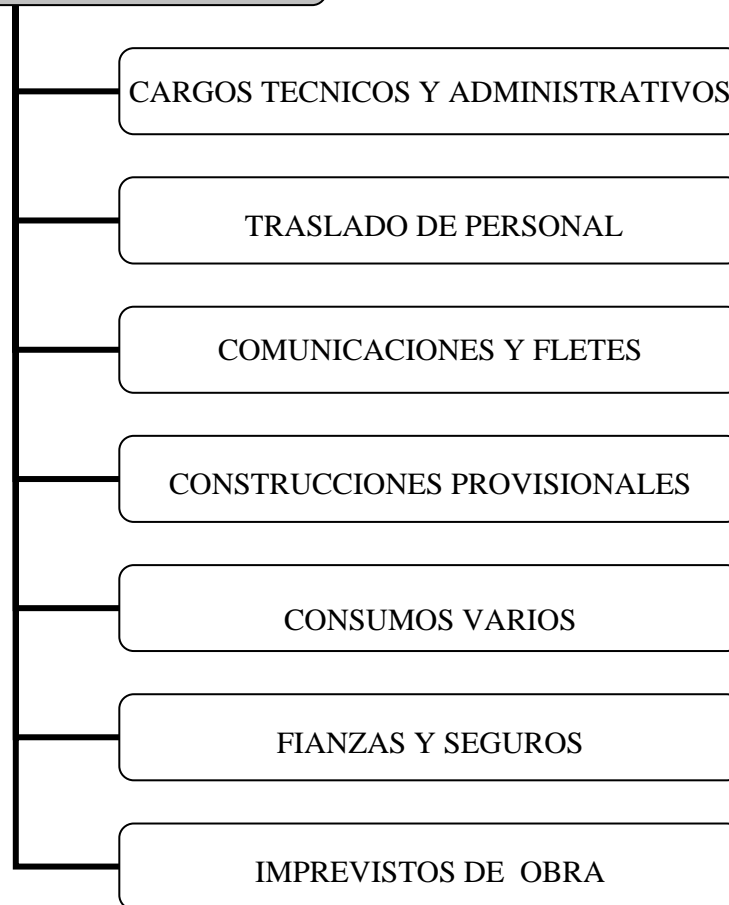 CARGOS TECNICOS Y ADMINISTRATIVOS
TRASLADO DE PERSONAL
COMUNICACIONES Y FLETES
CONSTRUCCIONES PROVISIONALES
CONSUMOS VARIOS
FIANZAS Y SEGUROS
IMPREVISTOS DE OBRA